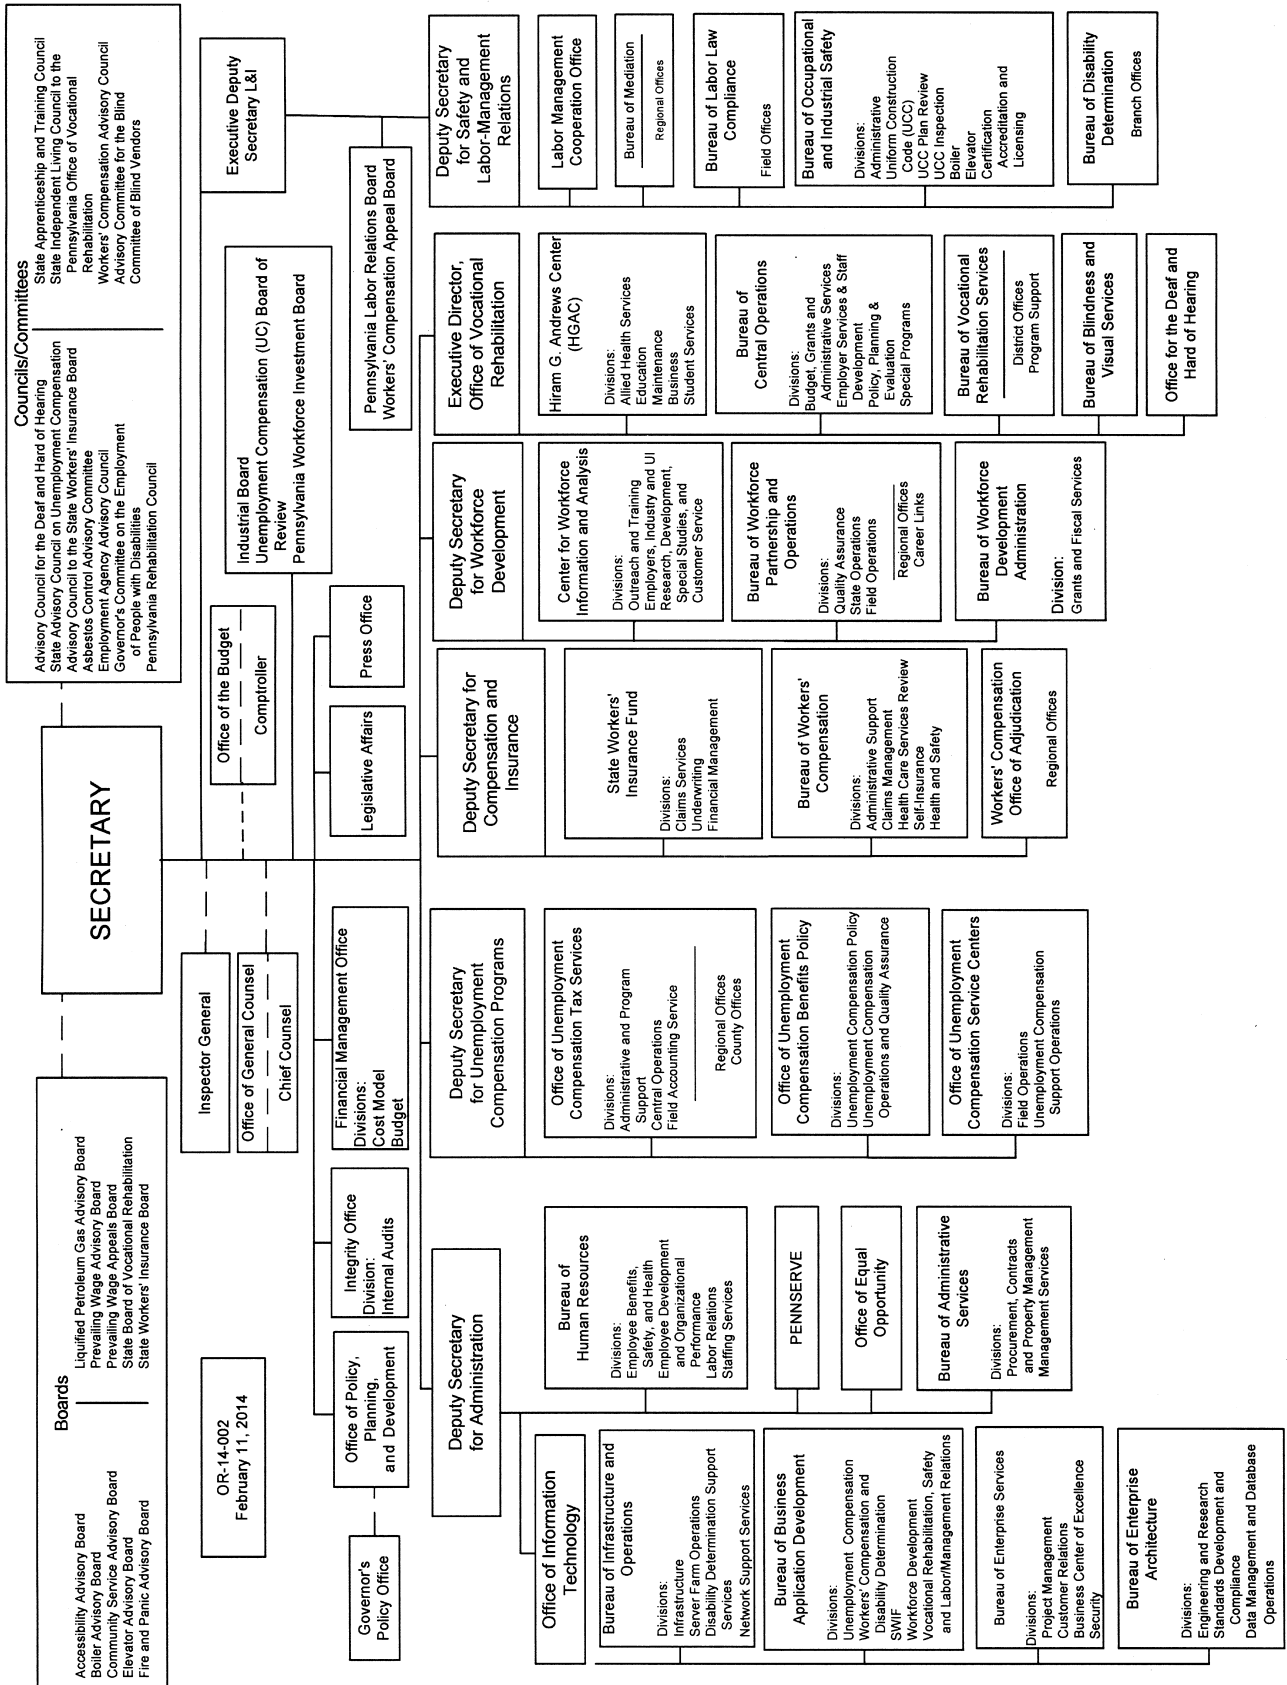 Boards
Accessibility Advisory Board
Boiler Advisory Board
Community Service Advisory Board
Elevator Advisory Board
Fire and Panic Advisory Board
Liquified Petroleum Gas Advisory Board
Prevailing Wage Advisory Board
Prevailing Wage Appeals Board
State Board of Vocational Rehabilitation
State Workers' Insurance Board
SECRETARY
Councils/Committees
Advisory Council for the Deaf and Hard of Hearing
State Advisory Council on Unemployment Compensation
Advisory Council to the State Workers' Insurance Board
Asbestos Control Advisory Committee
Employment Agency Advisory Council
Governor's Committee on the Employment
of People with Disabilities
Pennsylvania Rehabilitation Council
State Apprenticeship and Training Council
State Independent Living Council to the
Pennsylvania Office of Vocational
Rehabilitation
Workers' Compensation Advisory Council
Advisory Committee for the Blind
Committee of Blind Vendors
OR-14-002
February 11, 2014
Inspector General
Office of General Counsel
Chief Counsel
Office of the Budget
Comptroller
Executive Deputy
Secretary L&I
Industrial Board
Unemployment Compensation (UC) Board of
Review
Pennsylvania Workforce Investment Board
Pennsylvania Labor Relations Board
Workers' Compensation Appeal Board
Governor's
Policy Office
Office of Policy,
Planning,
and Development
Integrity Office
Division:
Internal Audits
Financial Management Office
Divisions:
Cost Model
Budget
Legislative Affairs
Press Office
Deputy Secretary
for Administration
Office of Information
Technology
Bureau of Infrastructure and
Operations
Divisions:
Infrastructure
Server Farm Operations
Disability Determination Support
Services
Network Support Services
Bureau of Business
Application Development
Divisions:
Unemployment Compensation
Workers' Compensation and
Disability Determination
SWIF
Workforce Development
Vocational Rehabilitation, Safety
and Labor/Management Relations
Bureau of Enterprise Services
Divisions:
Project Management
Customer Relations
Business Center of Excellence
Security
Bureau of Enterprise
Architecture
Divisions:
Engineering and Research
Standards Development and
Compliance
Data Management and Database
Operations
Bureau of
Human Resources
Divisions:
Employee Benefits,
Safety, and Health
Employee Development
and Organizational
Performance
Labor Relations
Staffing Services
PENNSERVE
Office of Equal
Opportunity
Bureau of Administrative
Services
Divisions:
Procurement, Contracts
and Property Management
Management Services
Deputy Secretary
for Unemployment
Compensation Programs
Office of Unemployment
Compensation Tax Services
Divisions:
Administrative and Program
Support
Central Operations
Field Accounting Service
Regional Offices
County Offices
Office of Unemployment
Compensation Benefits Policy
Divisions:
Unemployment Compensation Policy
Unemployment Compensation
Operations and Quality Assurance
Office of Unemployment
Compensation Service Centers
Divisions:
Field Operations
Unemployment Compensation
Support Operations
Deputy Secretary for
Compensation and
Insurance
State Workers'
Insurance Fund
Divisions:
Claims Services
Underwriting
Financial Management
Bureau of Workers'
Compensation
Divisions:
Administrative Support
Claims Management
Health Care Services Review
Self-Insurance
Health and Safety
Workers' Compensation
Office of Adjudication
Regional Offices
Deputy Secretary
for Workforce
Development
Center for Workforce
Information and Analysis
Divisions:
Outreach and Training
Employers, Industry and UI
Research, Development,
Special Studies, and
Customer Service
Bureau of Workforce
Partnership and
Operations
Divisions:
Quality Assurance
State Operations
Field Operations
Regional Offices
Career Links
Bureau of Workforce
Development
Administration
Division:
Grants and Fiscal Services
Executive Director,
Office of Vocational
Rehabilitation
Hiram G. Andrews Center
(HGAC)
Divisions:
Allied Health Services
Education
Maintenance
Business
Student Services
Bureau of
Central Operations
Divisions:
Budget, Grants and
Administrative Services
Employer Services & Staff
Development
Policy, Planning &
Evaluation
Special Programs
Bureau of Vocational
Rehabilitation Services
District Offices
Program Support
Bureau of Blindness and
Visual Services
Office for the Deaf and
Hard of Hearing
Deputy Secretary
for Safety and
Labor-Management
Relations
Labor Management
Cooperation Office
Bureau of Mediation
Regional Offices
Bureau of Labor Law
Compliance
Field Offices
Bureau of Occupational
and Industrial Safety
Divisions:
Administrative
Uniform Construction
Code (UCC)
UCC Plan Review
UCC Inspection
Boiler
Elevator
Certification
Accreditation and
Licensing
Bureau of Disability
Determination
Branch Offices